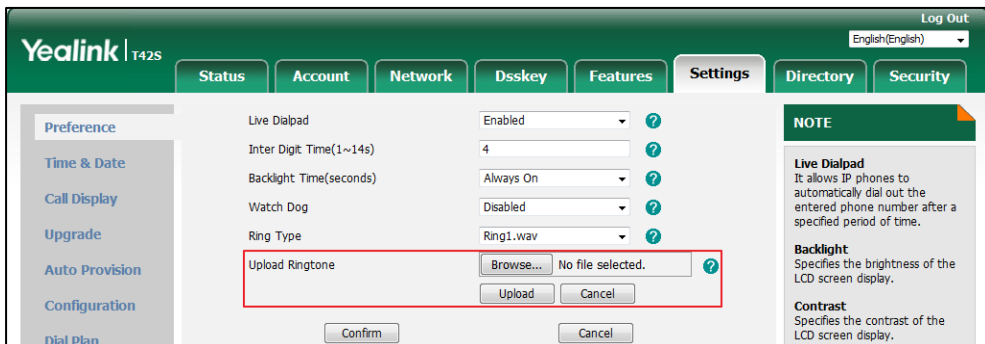 Log Out
Yealink T42S
English(English)
Status Account Network Dsskey Features Settings Directory Security
Preference
Time & Date
Call Display
Upgrade
Auto Provision
Configuration
Dial Plan
Live Dialpad Enabled ?
Inter Digit Time(1~14s) 4 ?
Backlight Time(seconds) Always On ?
Watch Dog Disabled ?
Ring Type Ring1.wav ?
Upload Ringtone Browse... No file selected. ?
Upload Cancel
Confirm Cancel
NOTE
Live Dialpad
It allows IP phones to
automatically dial out the
entered phone number after a
specified period of time.
Backlight
Specifies the brightness of the
LCD screen display.
Contrast
Specifies the contrast of the
LCD screen display.